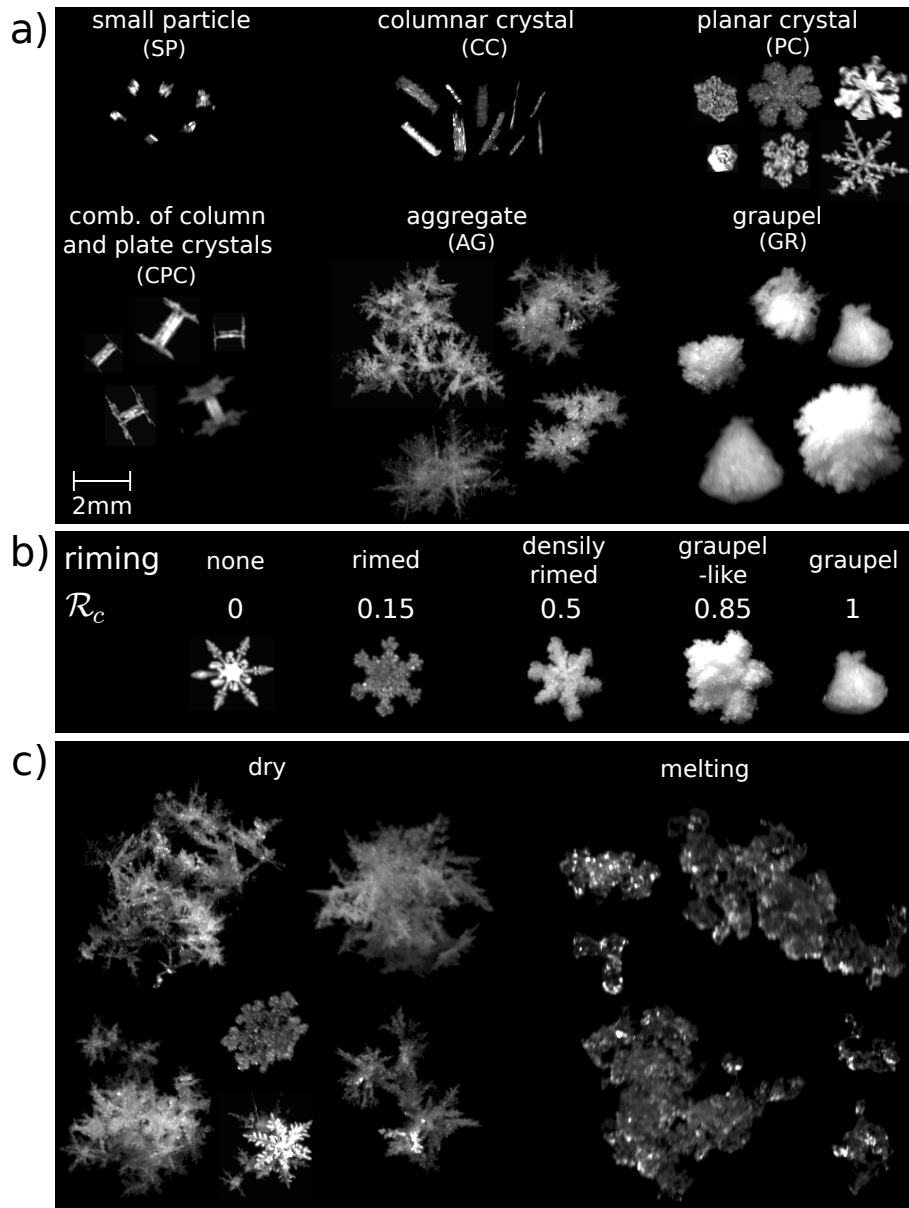 a)
small particle
(SP)
columnar crystal
(CC)
planar crystal
(PC)
comb. of column
and plate crystals
(CPC)
aggregate
(AG)
graupel
(GR)
2mm
b)
riming none rimed densily rimed graupel -like graupel
ℛc 0 0.15 0.5 0.85 1
c)
dry melting